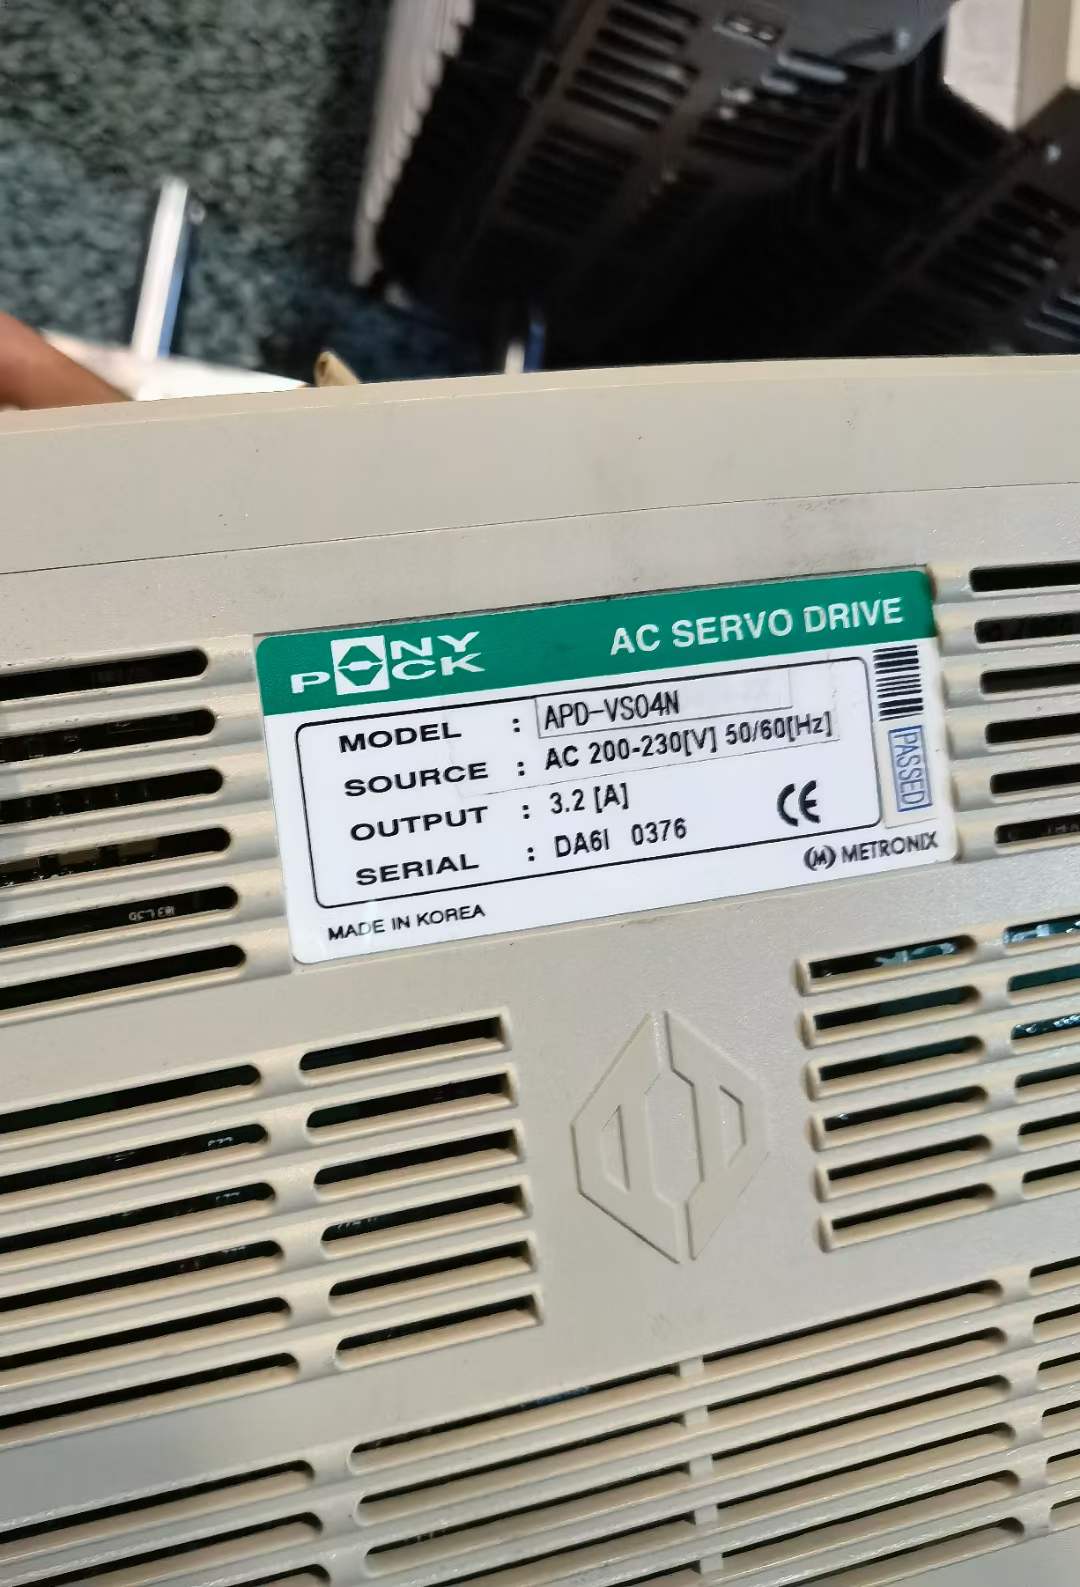 ANY PACK
AC SERVO DRIVE
MODEL : APD-VS04N
SOURCE : AC 200-230[V] 50/60[Hz]
OUTPUT : 3.2 [A]
SERIAL : DA6I 0376
CE
PASSED
METRONIX
MADE IN KOREA